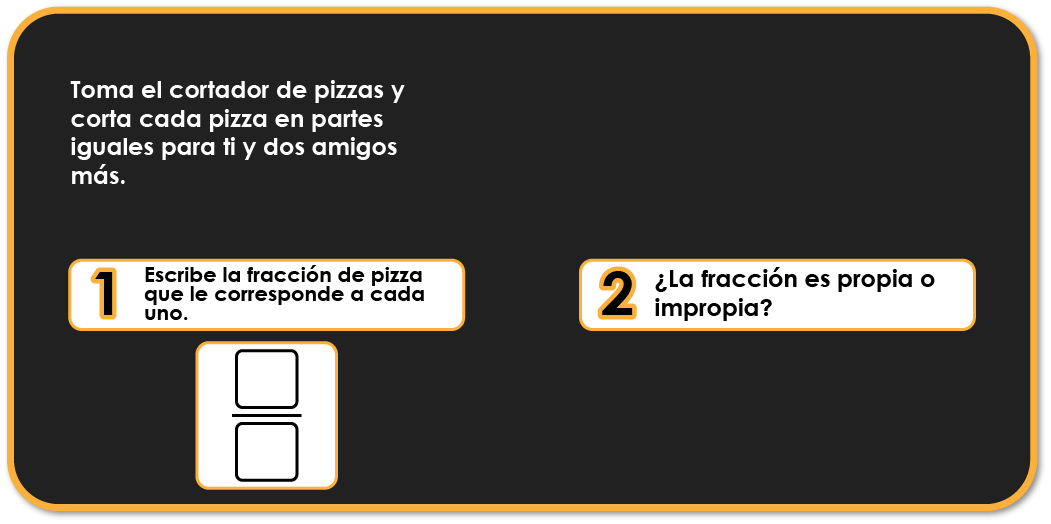 Toma el cortador de pizzas y
corta cada pizza en partes
iguales para ti y dos amigos
más.
1
Escribe la fracción de pizza
que le corresponde a cada
uno.
2
¿La fracción es propia o
impropia?